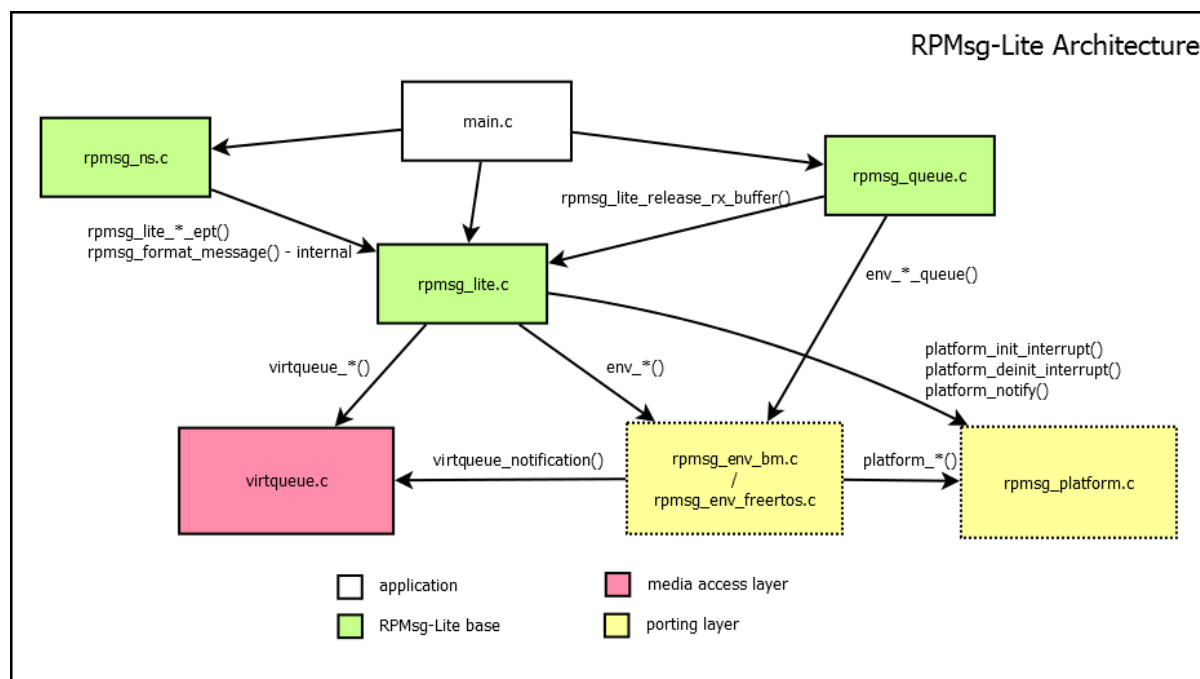 RPMsg-Lite Architecture
main.c
rpmsg_ns.c
rpmsg_queue.c
rpmsg_lite_release_rx_buffer()
rpmsg_lite_*_ept()
rpmsg_format_message() - internal
rpmsg_lite.c
env_*_queue()
virtqueue_*()
env_*()
platform_init_interrupt()
platform_deinit_interrupt()
platform_notify()
virtqueue.c
virtqueue_notification()
rpmsg_env_bm.c
/
rpmsg_env_freertos.c
platform_*()
rpmsg_platform.c
application
media access layer
RPMsg-Lite base
porting layer